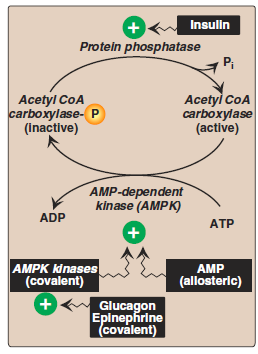 +
Insulin
Protein phosphatase
Pi
Acetyl CoA
carboxylase-P
(inactive)
Acetyl CoA
carboxylase
(active)
AMP-dependent
kinase (AMPK)
ADP
ATP
+
AMPK kinases
(covalent)
AMP
(allosteric)
+
Glucagon
Epinephrine
(covalent)